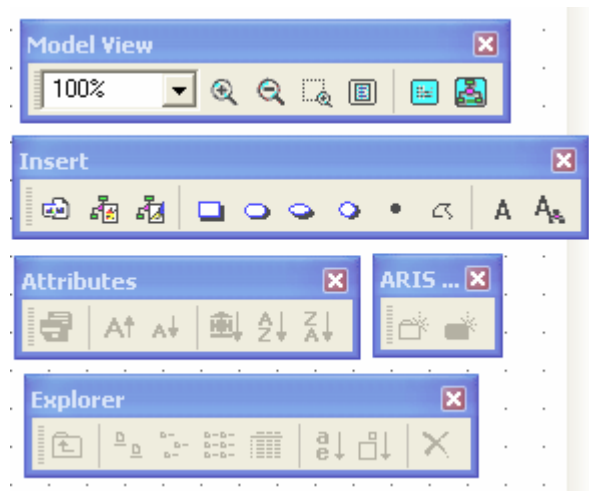 Model View
100%
Insert
A A
Attributes
ARIS ...
A A A Z Z A
Explorer
a e